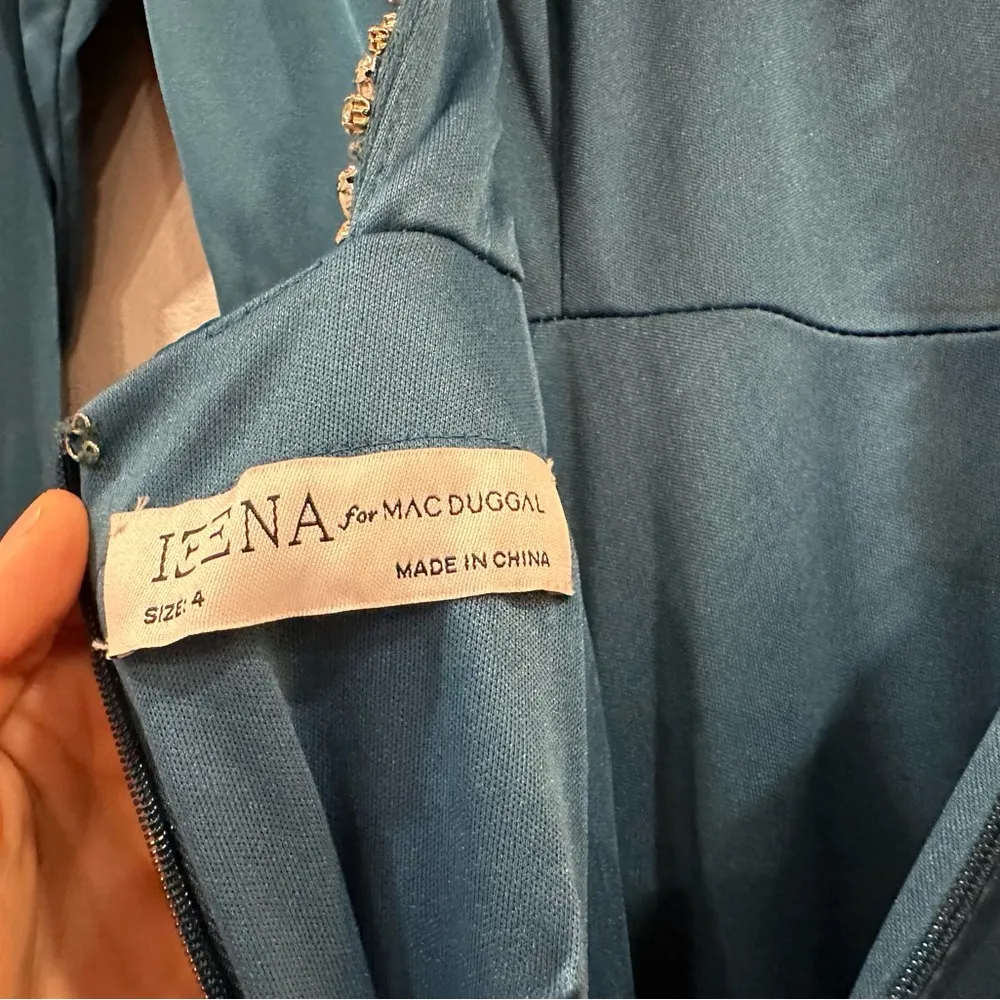 IEENA for MAC DUGGAL
MADE IN CHINA
SIZE: 4